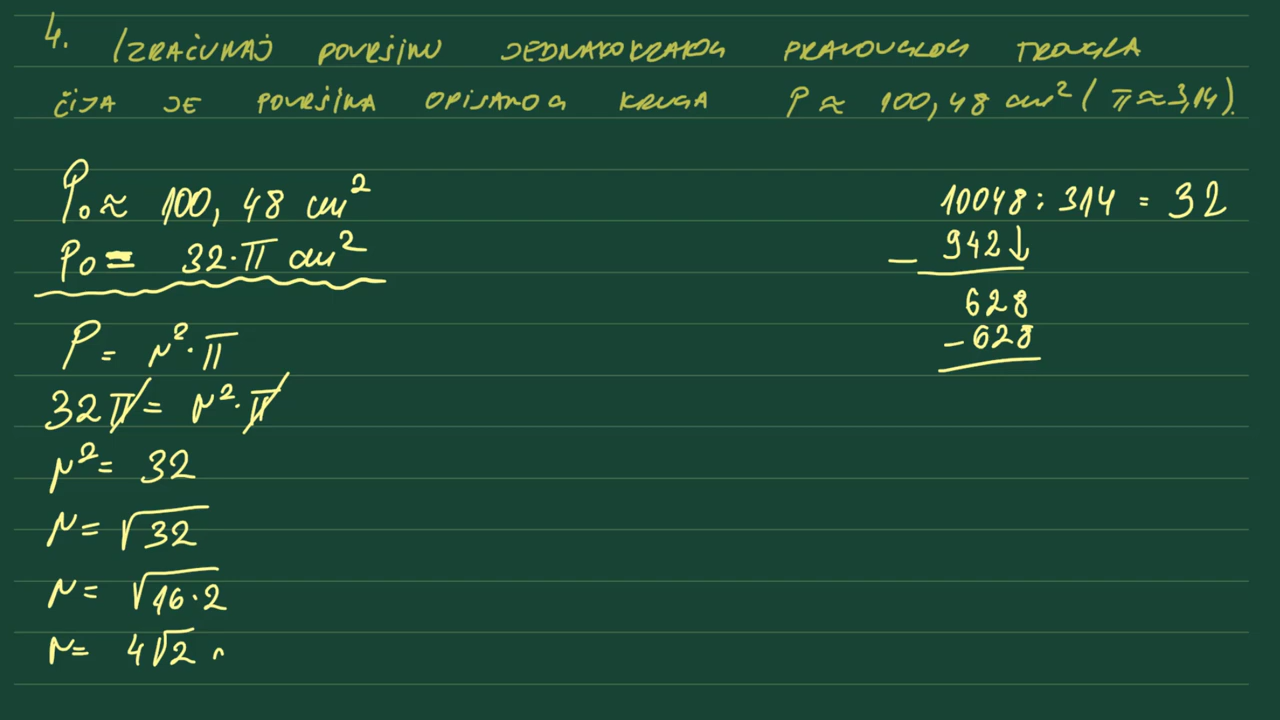 4. IZRAČUNAJ POVRŠINU JEDNAKOKRAKOG PRAVOUGLOG TROUGLA
ČIJA JE POVRŠINA OPISANOG KRUGA P ≈ 100,48 cm² ( π ≈ 3,14 ).
P₀ ≈ 100,48 cm²
P₀ = 32·π cm²
P = r²·π
32π = r²·π
r² = 32
r = √32
r = √16·2
r = 4√2
10048 : 314 = 32
− 942↓
628
−628